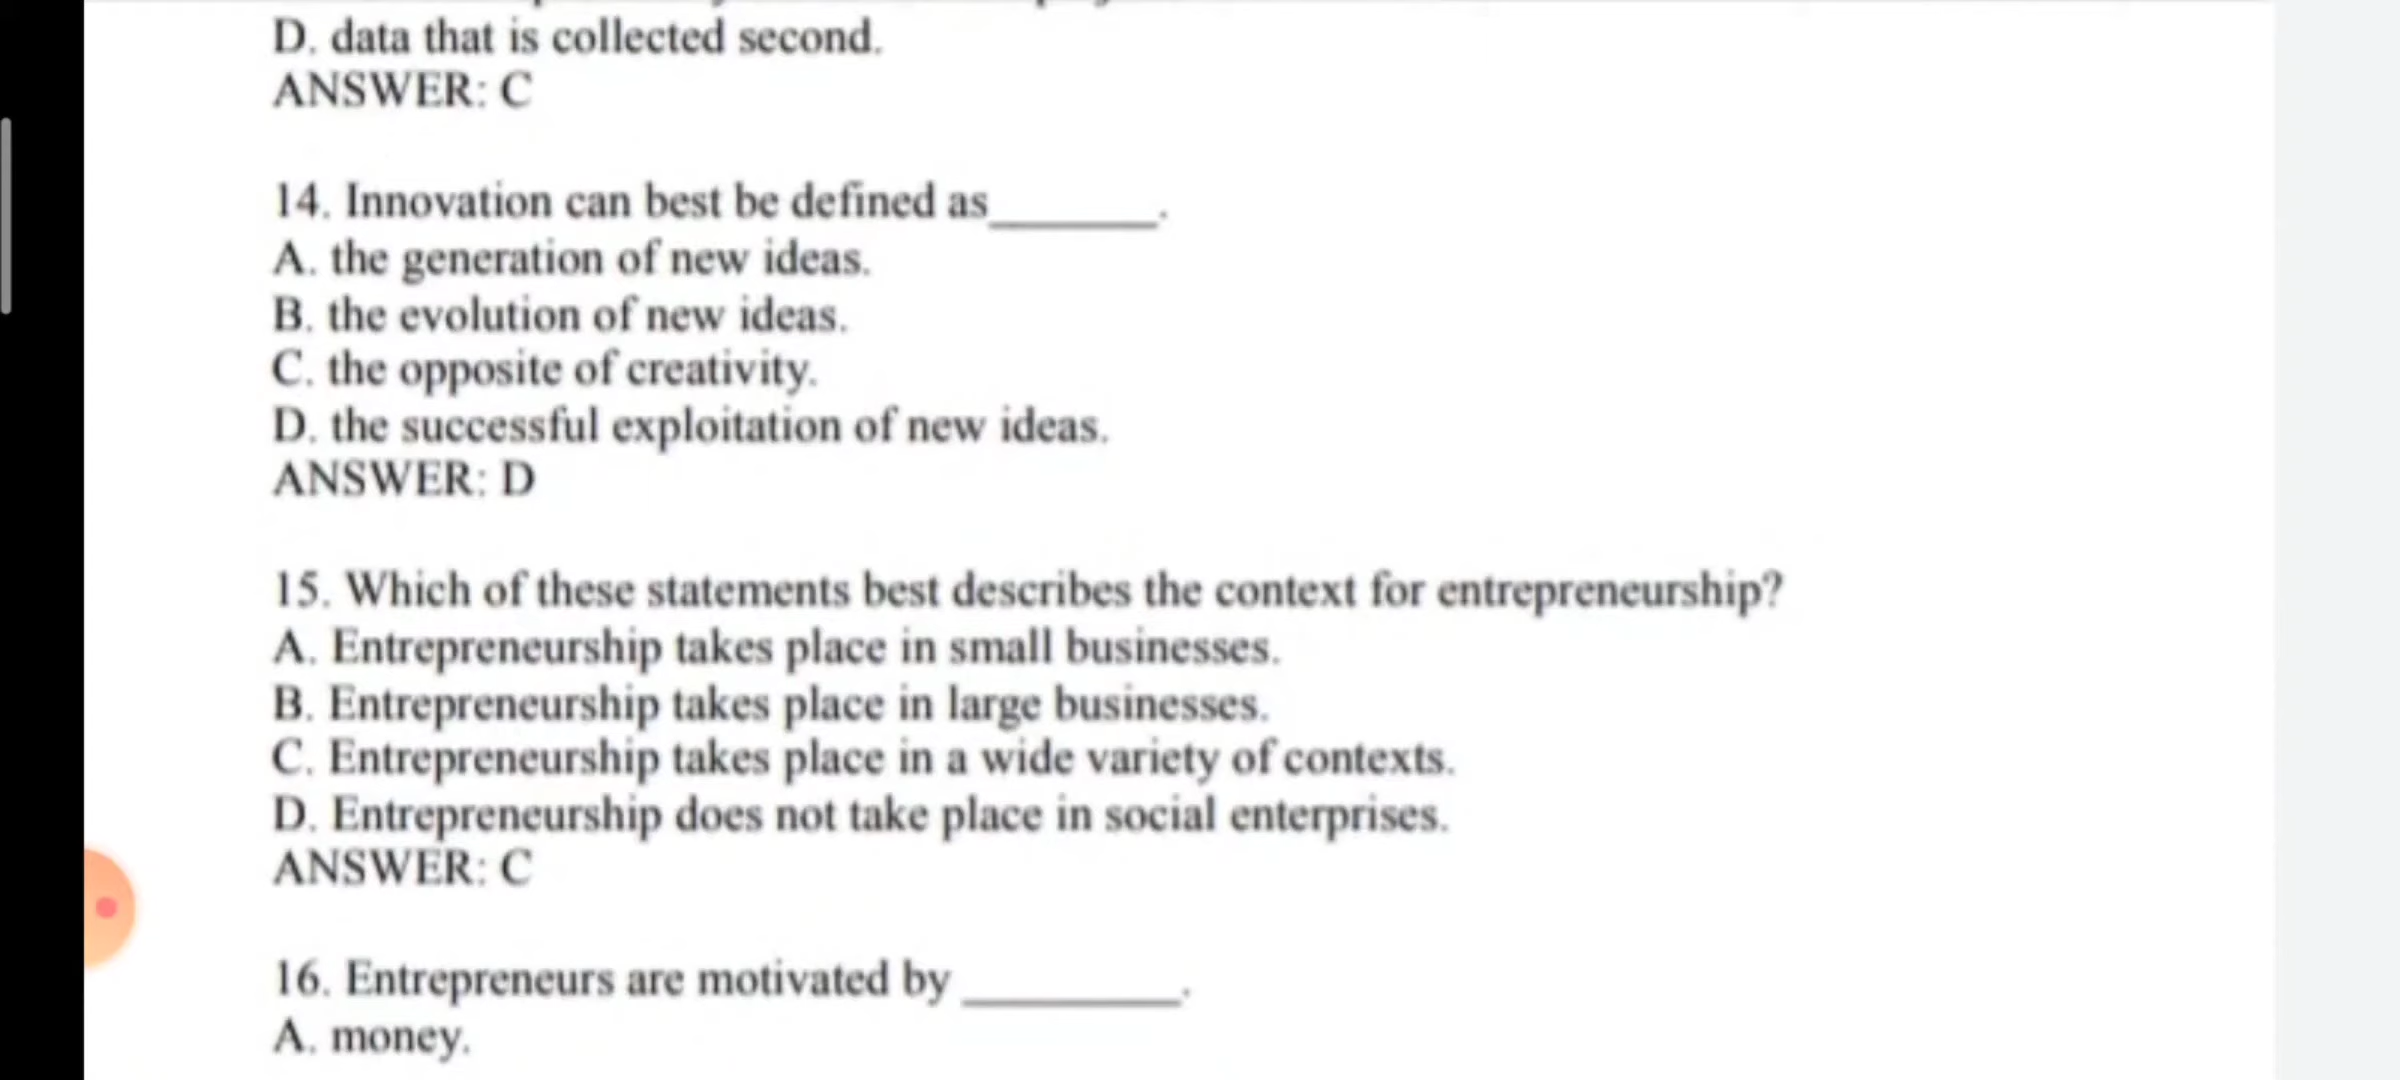 D. data that is collected second.
ANSWER: C
14. Innovation can best be defined as_______.
A. the generation of new ideas.
B. the evolution of new ideas.
C. the opposite of creativity.
D. the successful exploitation of new ideas.
ANSWER: D
15. Which of these statements best describes the context for entrepreneurship?
A. Entrepreneurship takes place in small businesses.
B. Entrepreneurship takes place in large businesses.
C. Entrepreneurship takes place in a wide variety of contexts.
D. Entrepreneurship does not take place in social enterprises.
ANSWER: C
16. Entrepreneurs are motivated by _________.
A. money.